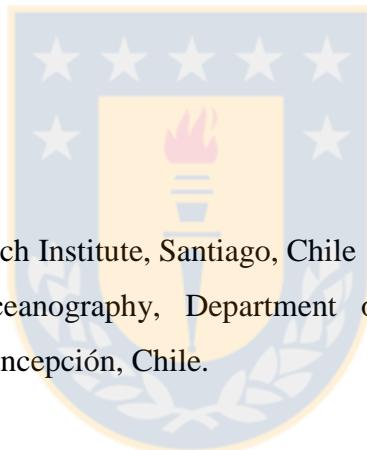 ch Institute, Santiago, Chile
ceanography, Department o
ncepción, Chile.